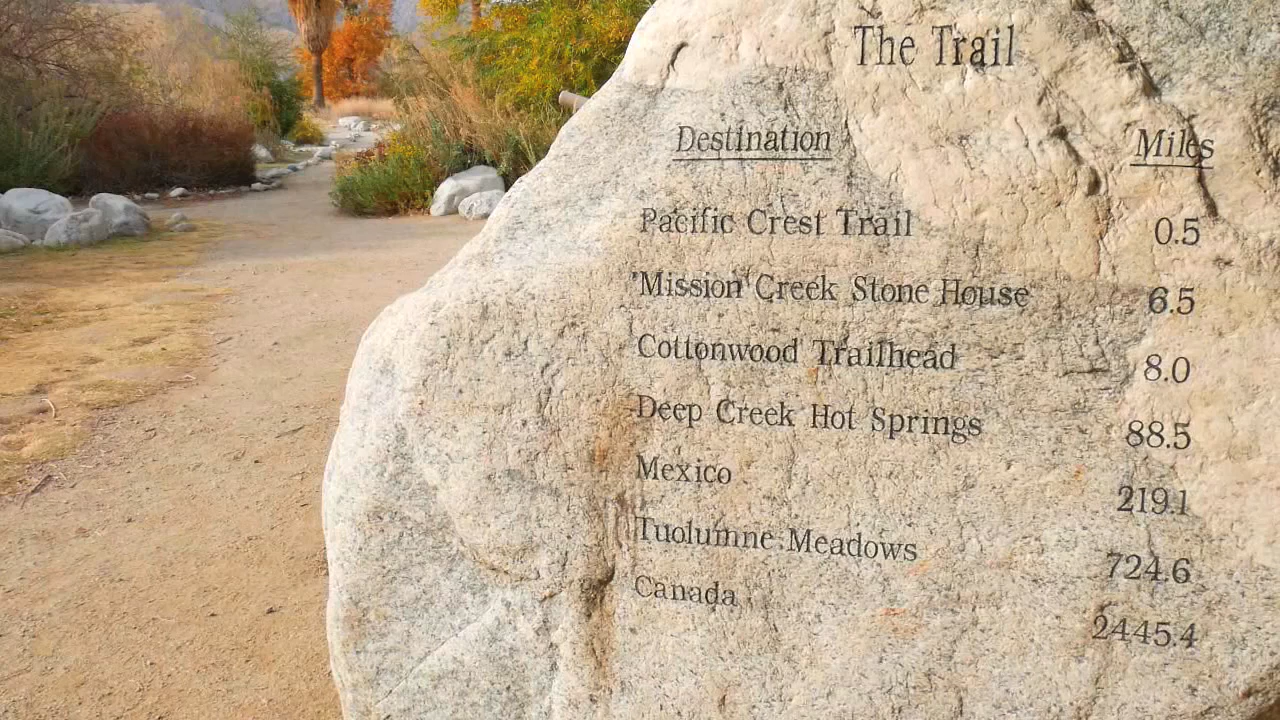 The Trail
Destination Miles
Pacific Crest Trail 0.5
"Mission Creek Stone House 6.5
Cottonwood Trailhead 8.0
Deep Creek Hot Springs 88.5
Mexico 219.1
Tuolumne Meadows 724.6
Canada 2445.4